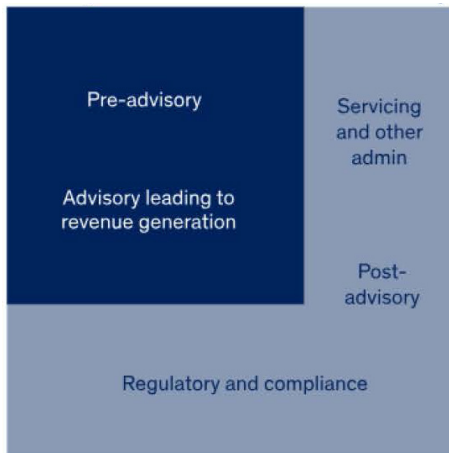 Pre-advisory
Servicing
and other
admin
Advisory leading to
revenue generation
Post-
advisory
Regulatory and compliance